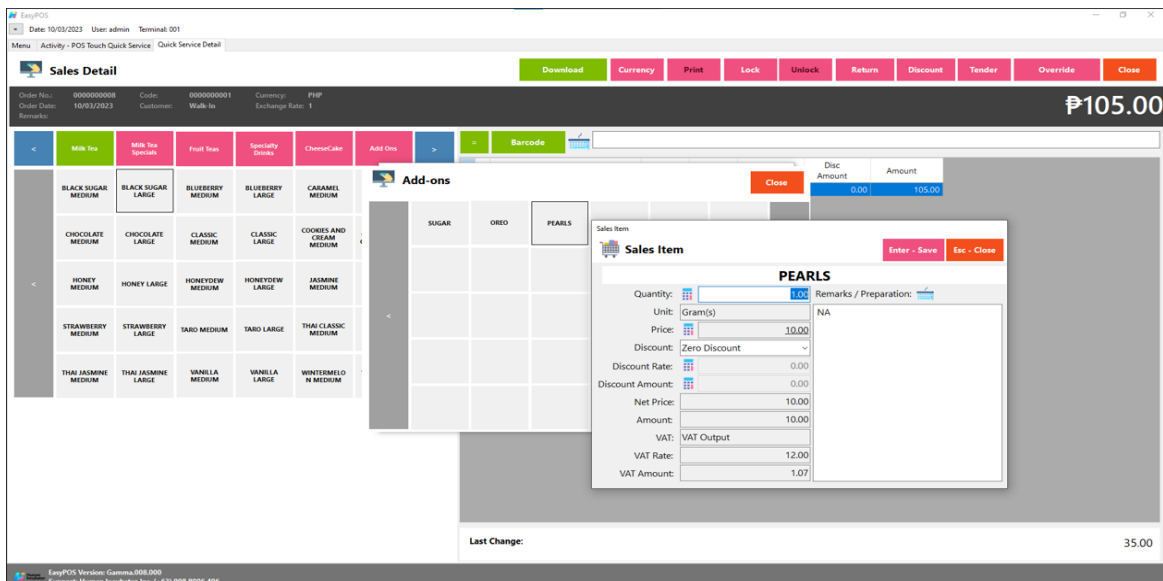 EasyPOS
Date: 10/03/2023 User: admin Terminal: 001
Menu Activity - POS Touch Quick Service Quick Service Detail
Sales Detail
Download Currency Print Lock Unlock Return Discount Tender Override Close
Order No.: 0000000008 Code: 0000000001 Currency: PHP
Order Date: 10/03/2023 Customer: Walk-In Exchange Rate: 1
Remarks:
₱105.00
< Milk Tea Milk Tea Specials Fruit Teas Specialty Drinks CheeseCake Add Ons >
= Barcode
BLACK SUGAR MEDIUM BLACK SUGAR LARGE BLUEBERRY MEDIUM BLUEBERRY LARGE CARAMEL MEDIUM
CHOCOLATE MEDIUM CHOCOLATE LARGE CLASSIC MEDIUM CLASSIC LARGE COOKIES AND CREAM MEDIUM
< HONEY MEDIUM HONEY LARGE HONEYDEW MEDIUM HONEYDEW LARGE JASMINE MEDIUM
STRAWBERRY MEDIUM STRAWBERRY LARGE TARO MEDIUM TARO LARGE THAI CLASSIC MEDIUM
THAI JASMINE MEDIUM THAI JASMINE LARGE VANILLA MEDIUM VANILLA LARGE WINTERMELO N MEDIUM
Disc Amount Amount
0.00 105.00
Add-ons
Close
SUGAR OREO PEARLS
<
Sales Item
Sales Item
Enter - Save Esc - Close
PEARLS
Quantity: 1.00 Remarks / Preparation:
Unit: Gram(s) NA
Price: 10.00
Discount: Zero Discount
Discount Rate: 0.00
Discount Amount: 0.00
Net Price: 10.00
Amount: 10.00
VAT: VAT Output
VAT Rate: 12.00
VAT Amount: 1.07
Last Change: 35.00
EasyPOS Version: Gamma.008.000